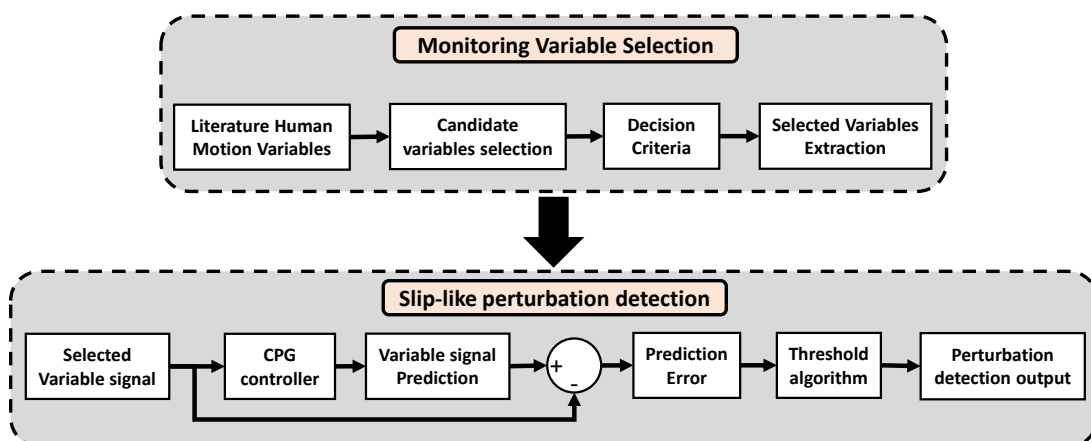 Monitoring Variable Selection
Literature Human
Motion Variables
Candidate
variables selection
Decision
Criteria
Selected Variables
Extraction
Slip-like perturbation detection
Selected
Variable signal
CPG
controller
Variable signal
Prediction
+
-
Prediction
Error
Threshold
algorithm
Perturbation
detection output